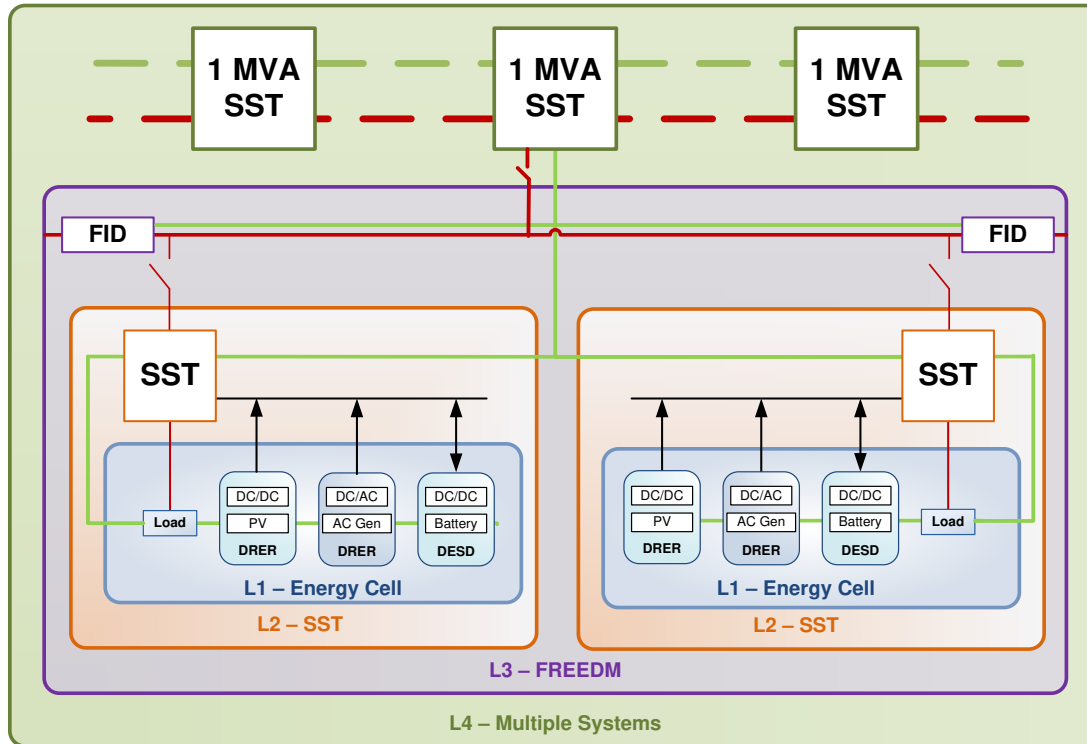 1 MVA
SST
1 MVA
SST
1 MVA
SST
FID
FID
SST
SST
DC/DC
PV
DRER
DC/AC
AC Gen
DRER
DC/DC
Battery
DESD
Load
L1 – Energy Cell
L2 – SST
DC/DC
PV
DRER
DC/AC
AC Gen
DRER
DC/DC
Battery
DESD
Load
L1 – Energy Cell
L2 – SST
L3 – FREEDM
L4 – Multiple Systems